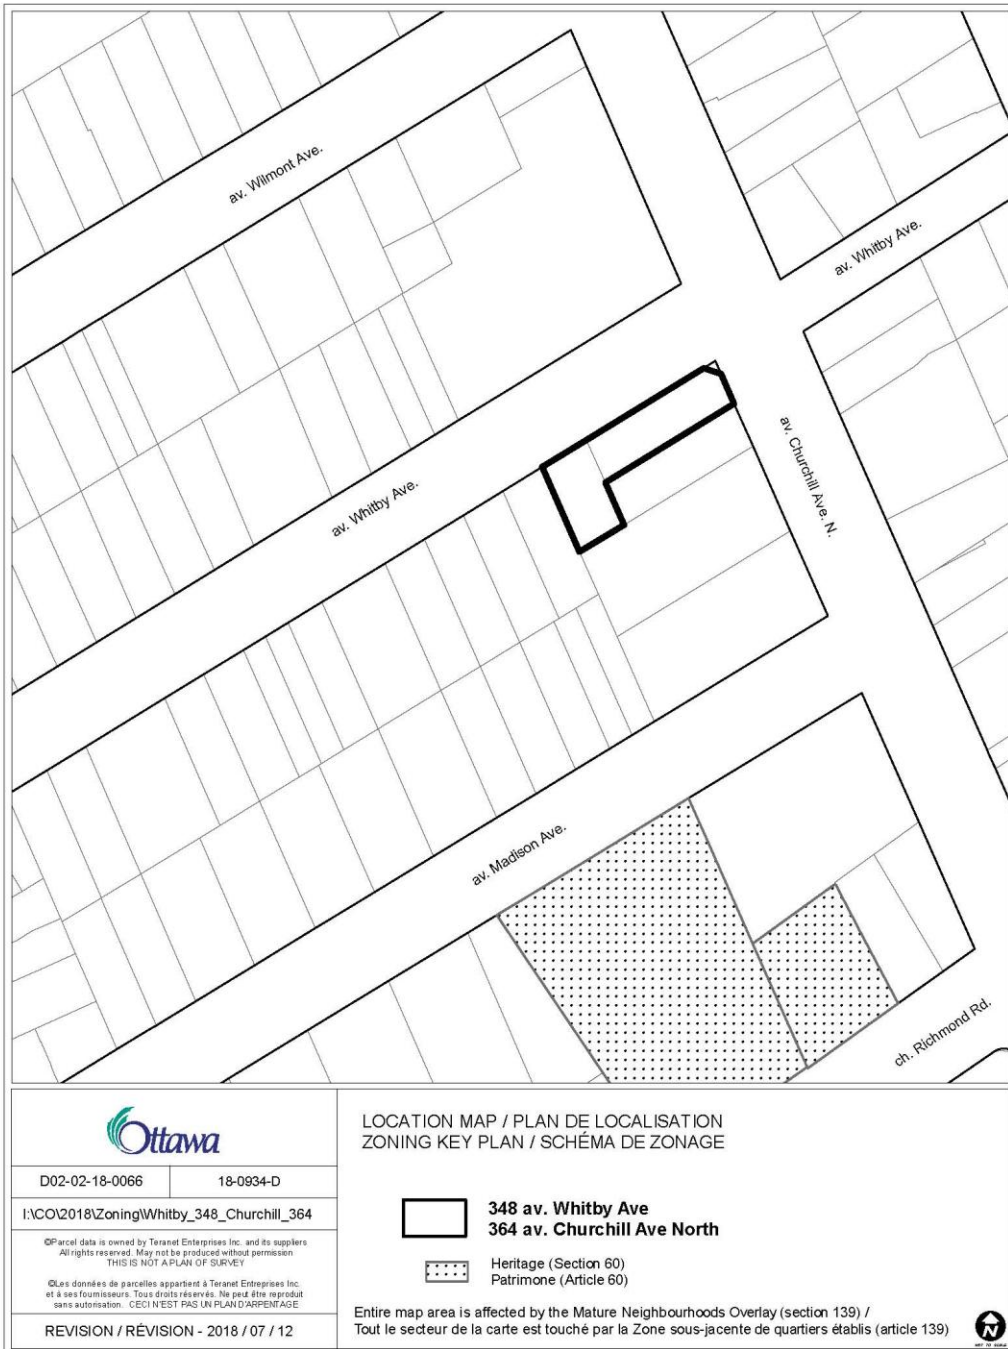 av. Wilmont Ave.
av. Whitby Ave.
av. Whitby Ave.
av. Churchill Ave. N.
av. Madison Ave.
ch. Richmond Rd.
Ottawa
D02-02-18-0066
18-0934-D
I:\CO\2018\Zoning\Whitby_348_Churchill_364
©Parcel data is owned by Teranet Enterprises Inc. and its suppliers
All rights reserved. May not be produced without permission
THIS IS NOT A PLAN OF SURVEY
©Les données de parcelles appartient à Teranet Entreprises Inc.
et à ses fournisseurs. Tous droits réservés. Ne peut être reproduit
sans autorisation. CECI N'EST PAS UN PLAN D'ARPENTAGE
REVISION / RÉVISION - 2018 / 07 / 12
LOCATION MAP / PLAN DE LOCALISATION
ZONING KEY PLAN / SCHÉMA DE ZONAGE
348 av. Whitby Ave
364 av. Churchill Ave North
Heritage (Section 60)
Patrimone (Article 60)
Entire map area is affected by the Mature Neighbourhoods Overlay (section 139) /
Tout le secteur de la carte est touché par la Zone sous-jacente de quartiers établis (article 139)
N
NOT TO SCALE